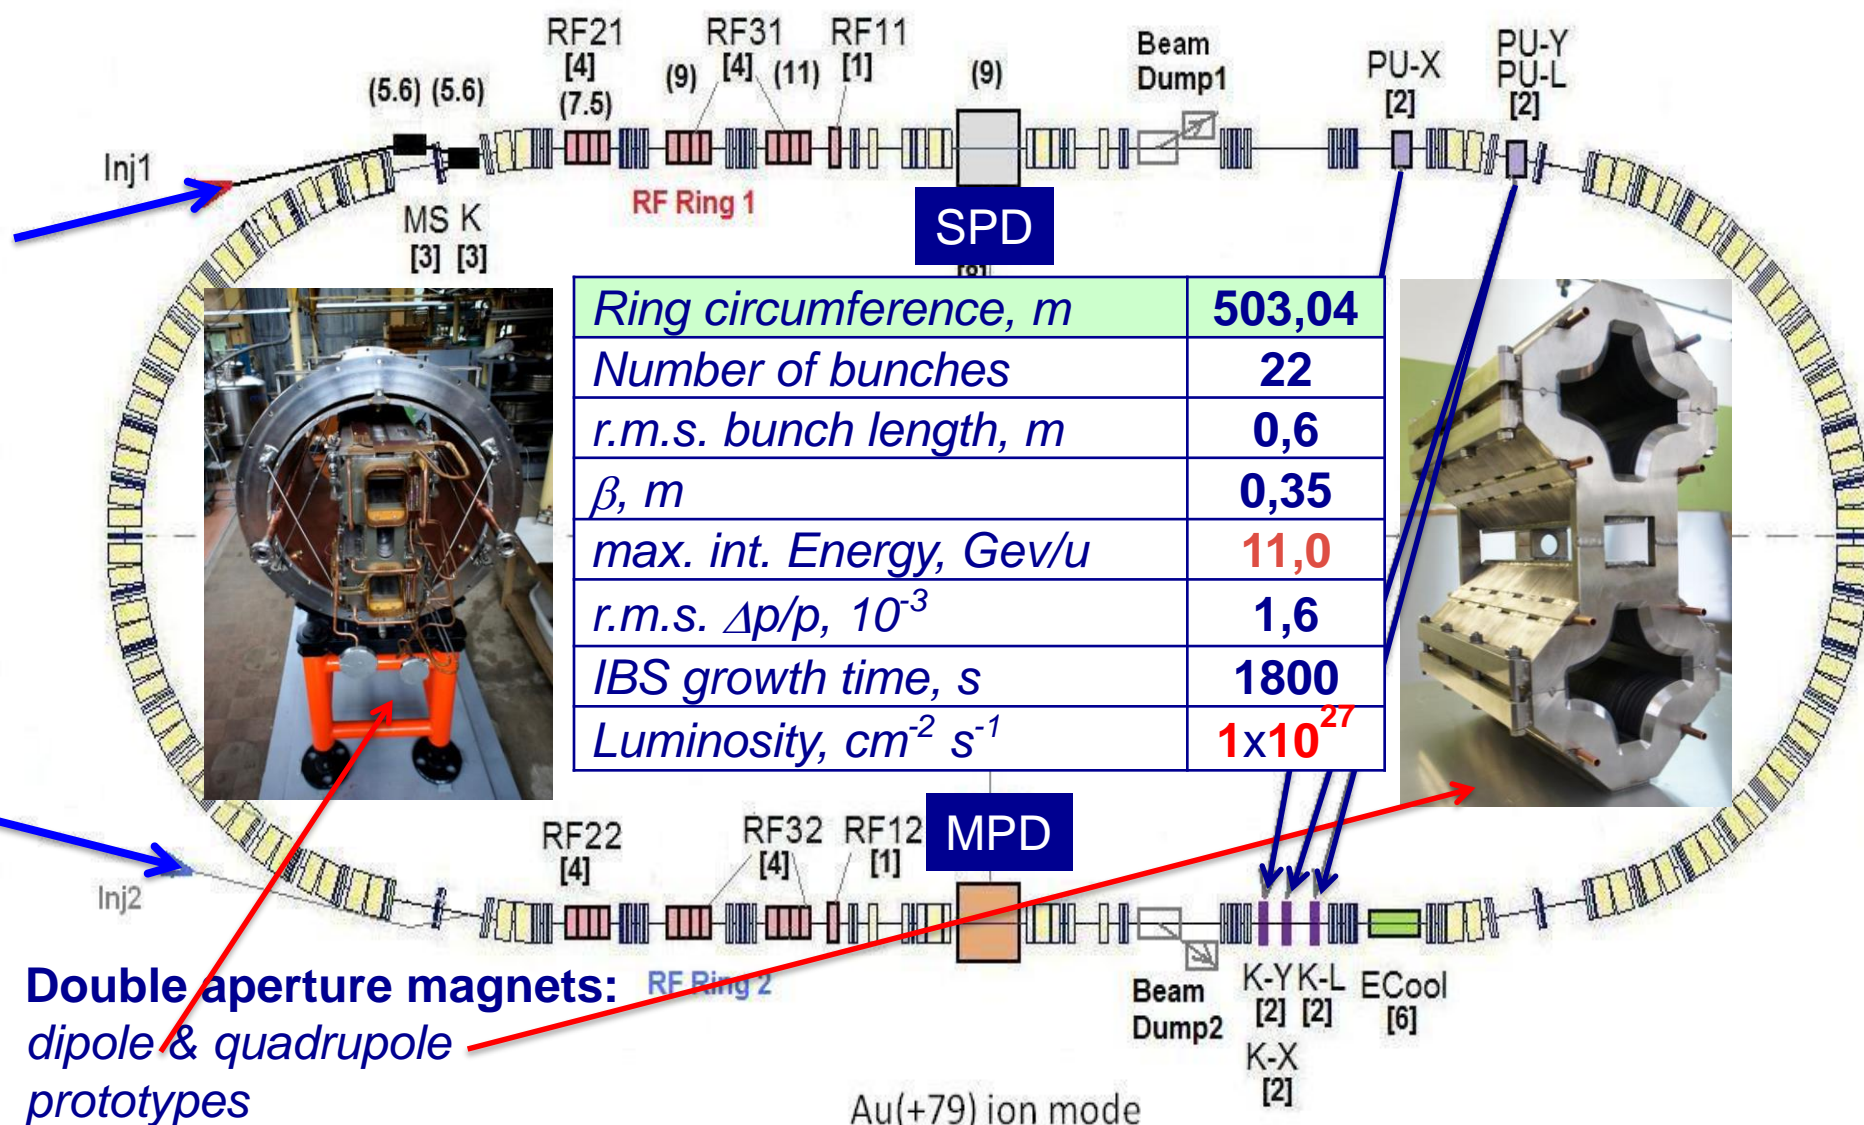 RF21
[4]
(7.5)
(9)
RF31
[4]
(11)
RF11
[1]
(9)
Beam
Dump1
PU-X
[2]
PU-Y
PU-L
[2]
(5.6) (5.6)
Inj1
MS K
[3] [3]
RF Ring 1
SPD
Ring circumference, m 503,04
Number of bunches 22
r.m.s. bunch length, m 0,6
β, m 0,35
max. int. Energy, Gev/u 11,0
r.m.s. Δp/p, 10⁻³ 1,6
IBS growth time, s 1800
Luminosity, cm⁻² s⁻¹ 1x10²⁷
MPD
RF22
[4]
RF32
[4]
RF12
[1]
Inj2
RF Ring 2
Beam
Dump2
K-Y K-L
[2] [2]
K-X
[2]
ECool
[6]
Double aperture magnets:
dipole & quadrupole
prototypes
Au(+79) ion mode